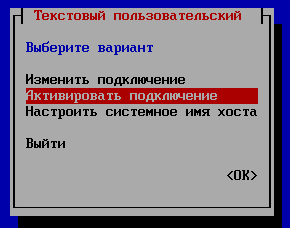 Текстовый пользовательский
Выберите вариант
Изменить подключение
Активировать подключение
Настроить системное имя хоста
Выйти
<OK>